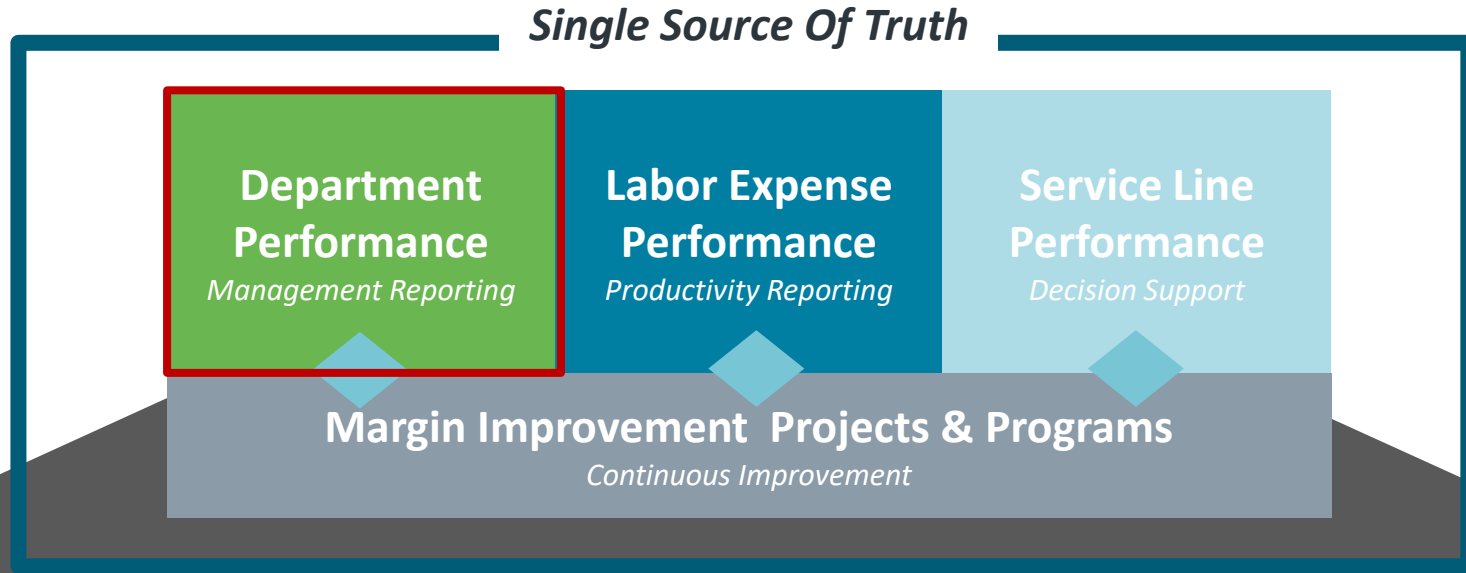 Single Source Of Truth
Department
Performance
Management Reporting
Labor Expense
Performance
Productivity Reporting
Service Line
Performance
Decision Support
Margin Improvement  Projects & Programs
Continuous Improvement